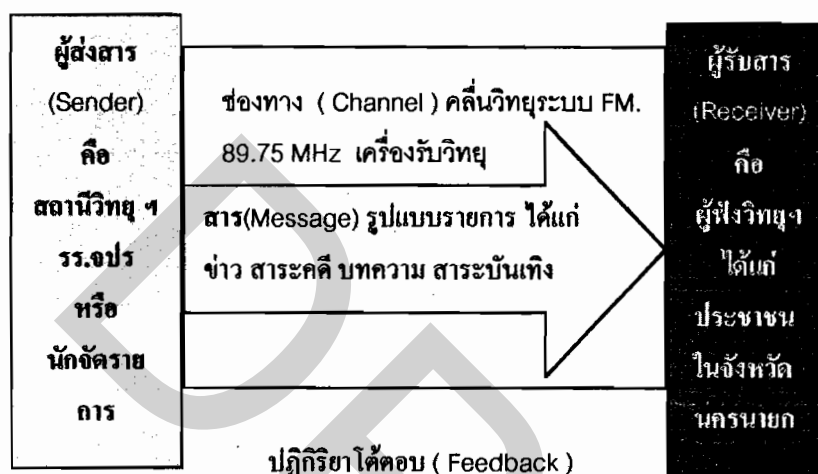 ผู้ส่งสาร
(Sender)
คือ
สถานีวิทยุ ฯ
รร.จปร
หรือ
นักจัดราย
การ
ช่องทาง ( Channel ) คลื่นวิทยุระบบ FM.
89.75 MHz เครื่องรับวิทยุ
สาร(Message) รูปแบบรายการ ได้แก่
ข่าว สาระคดี บทความ สาระบันเทิง
ปฏิกิริยาโต้ตอบ ( Feedback )
ผู้รับสาร
(Receiver)
คือ
ผู้ฟังวิทยุฯ
ได้แก่
ประชาชน
ในจังหวัด
นครนายก